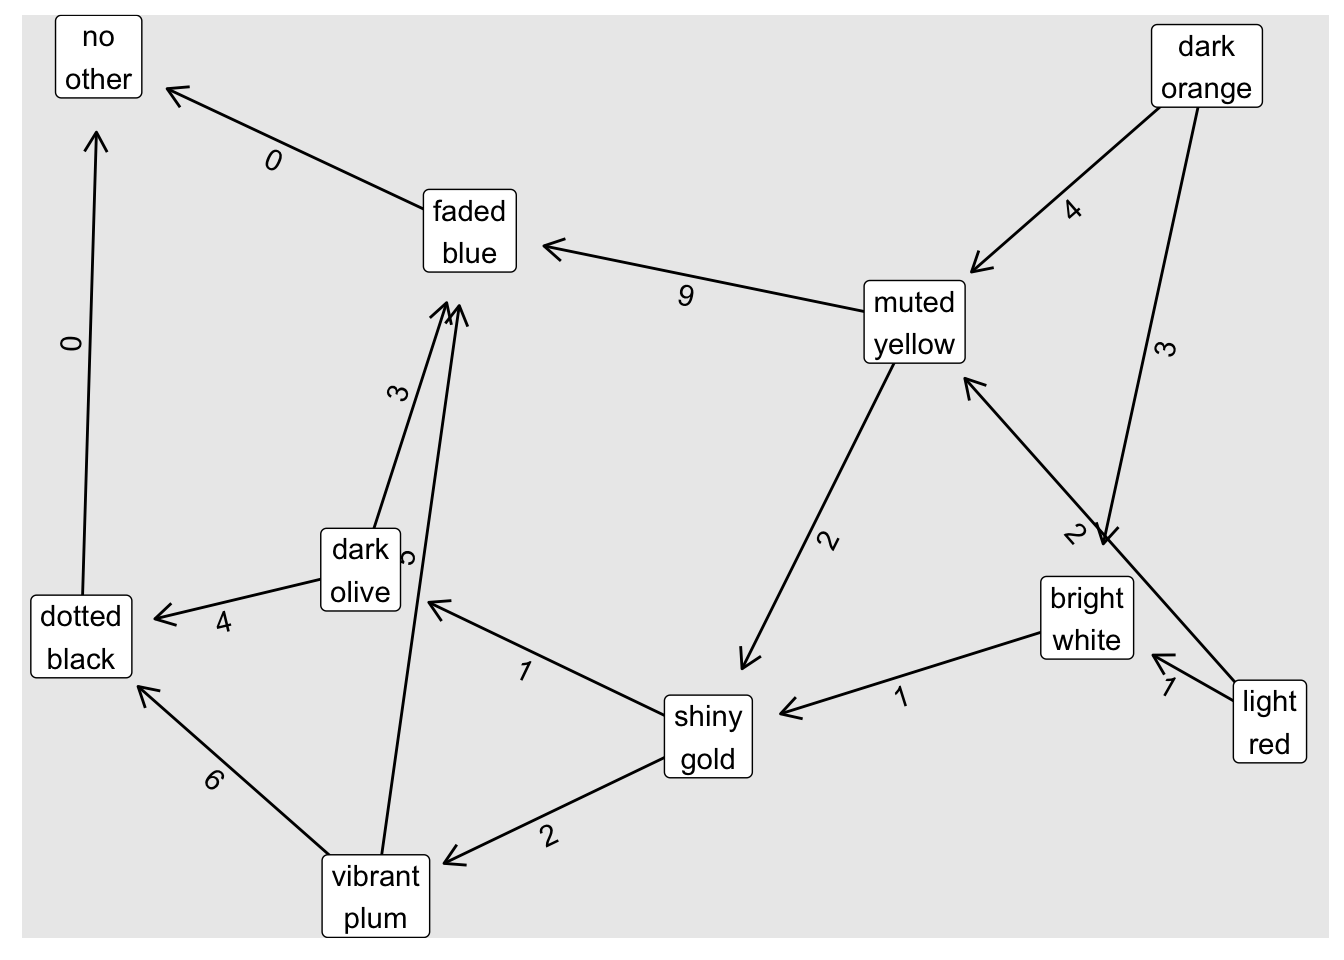 no
other
dark
orange
0
faded
blue
4
9
muted
yellow
0
3
3
2
2
dark
olive
5
bright
white
dotted
black
4
1
1
1
light
red
shiny
gold
6
2
vibrant
plum